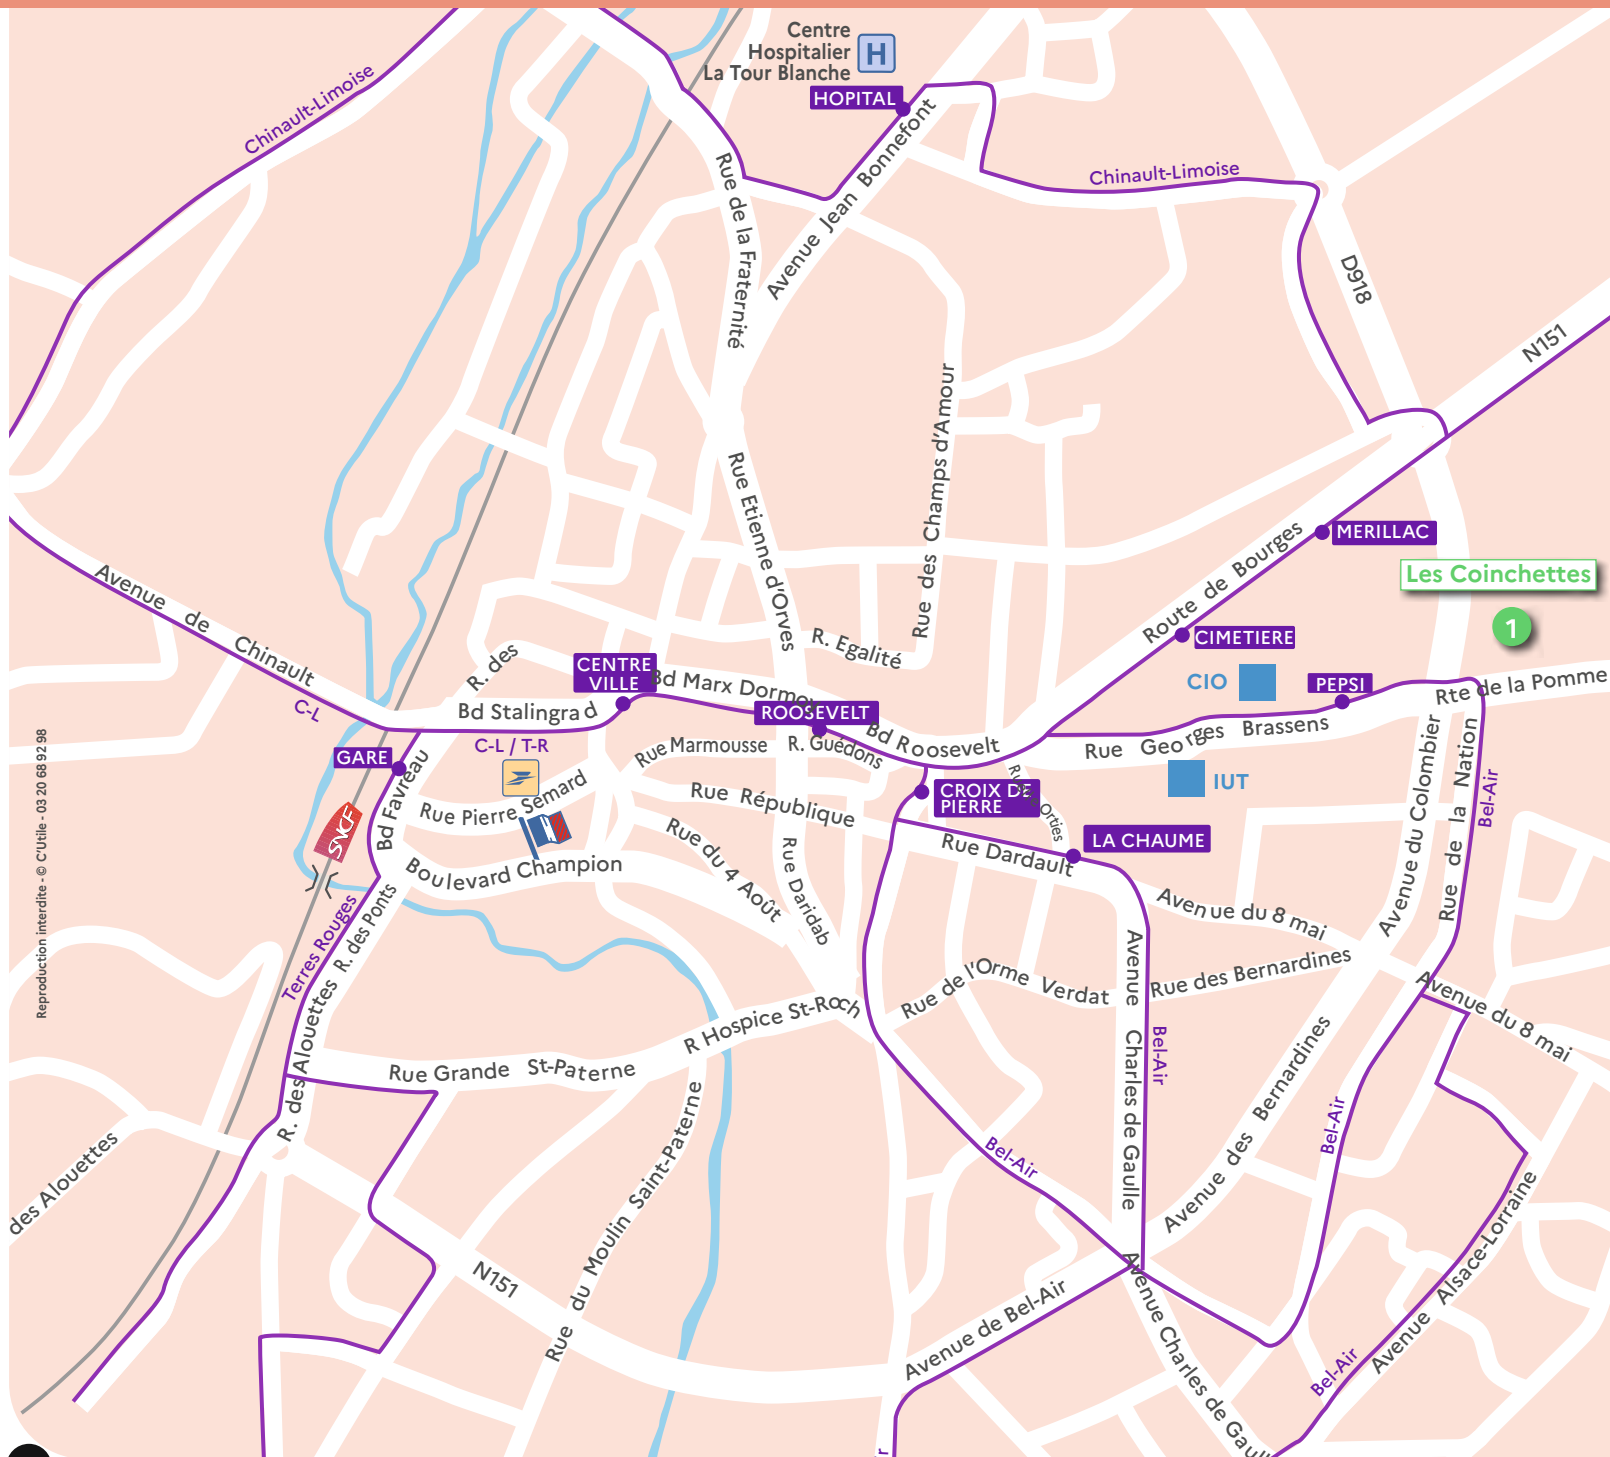 Centre
Hospitalier
La Tour Blanche
H
HOPITAL
Chinault-Limoise
Chinault-Limoise
Rue de la Fraternité
Avenue Jean Bonnefont
D918
N151
Rue des Champs d'Amour
Rue Etienne d'Orves
MERILLAC
Route de Bourges
Les Coinchettes
1
Avenue de Chinault
CIMETIERE
R. Egalité
R. des
CENTRE
VILLE
Bd Marx Dormoy
CIO
PEPSI
Rte de la Pomme
C-L
Bd Stalingrad
ROOSEVELT
Bd Roosevelt
Rue Georges Brassens
C-L / T-R
Rue Marmousse
R. Guédons
GARE
Bd Favreau
IUT
Rue Pierre Semard
Rue République
CROIX DE
PIERRE
Orties
LA CHAUME
SNCF
Boulevard Champion
Rue du 4 Août
Rue Daridab
Rue Dardault
Avenue du Colombier
Rue de la Nation
Bel-Air
Avenue du 8 mai
Terres Rouges
R. des Ponts
Reproduction interdite - © C'Utile - 03 20 68 92 98
Rue de l'Orme Verdat
Rue des Bernardines
Avenue du 8 mai
R Hospice St-Roch
Avenue Charles de Gaulle
Bel-Air
R. des Alouettes
Rue Grande St-Paterne
Avenue des Bernardines
Bel-Air
Bel-Air
des Alouettes
Rue du Moulin Saint-Paterne
N151
Avenue de Bel-Air
Avenue Charles de Gaull
Avenue Alsace-Lorraine
Bel-Air